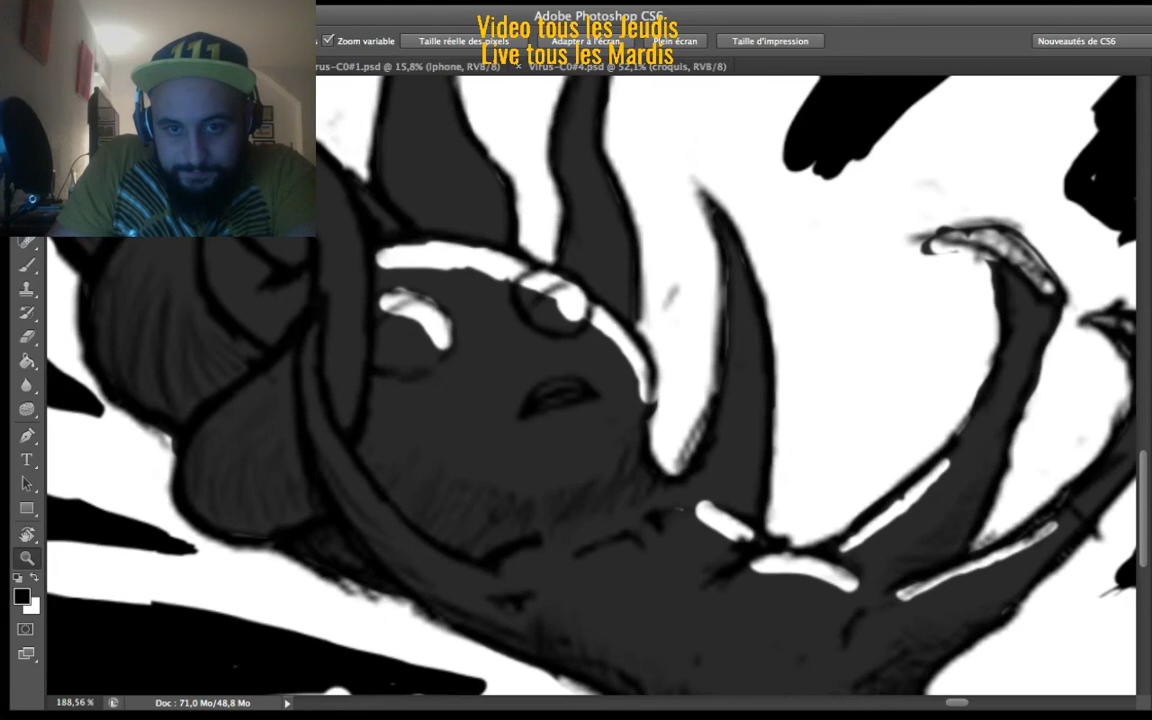 Adobe Photoshop CS6
Video tous les Jeudis
Live tous les Mardis
111
Zoom variable
Taille réelle des pixels
Adapter à l'écran
Plein écran
Taille d'impression
Nouveautés de CS6
rus-C0#1.psd @ 15,8% (iphone, RVB/8)
× Virus-C0#4.psd @ 52,1% (croquis, RVB/8)
T
188,56 %
Doc : 71,0 Mo/48,8 Mo